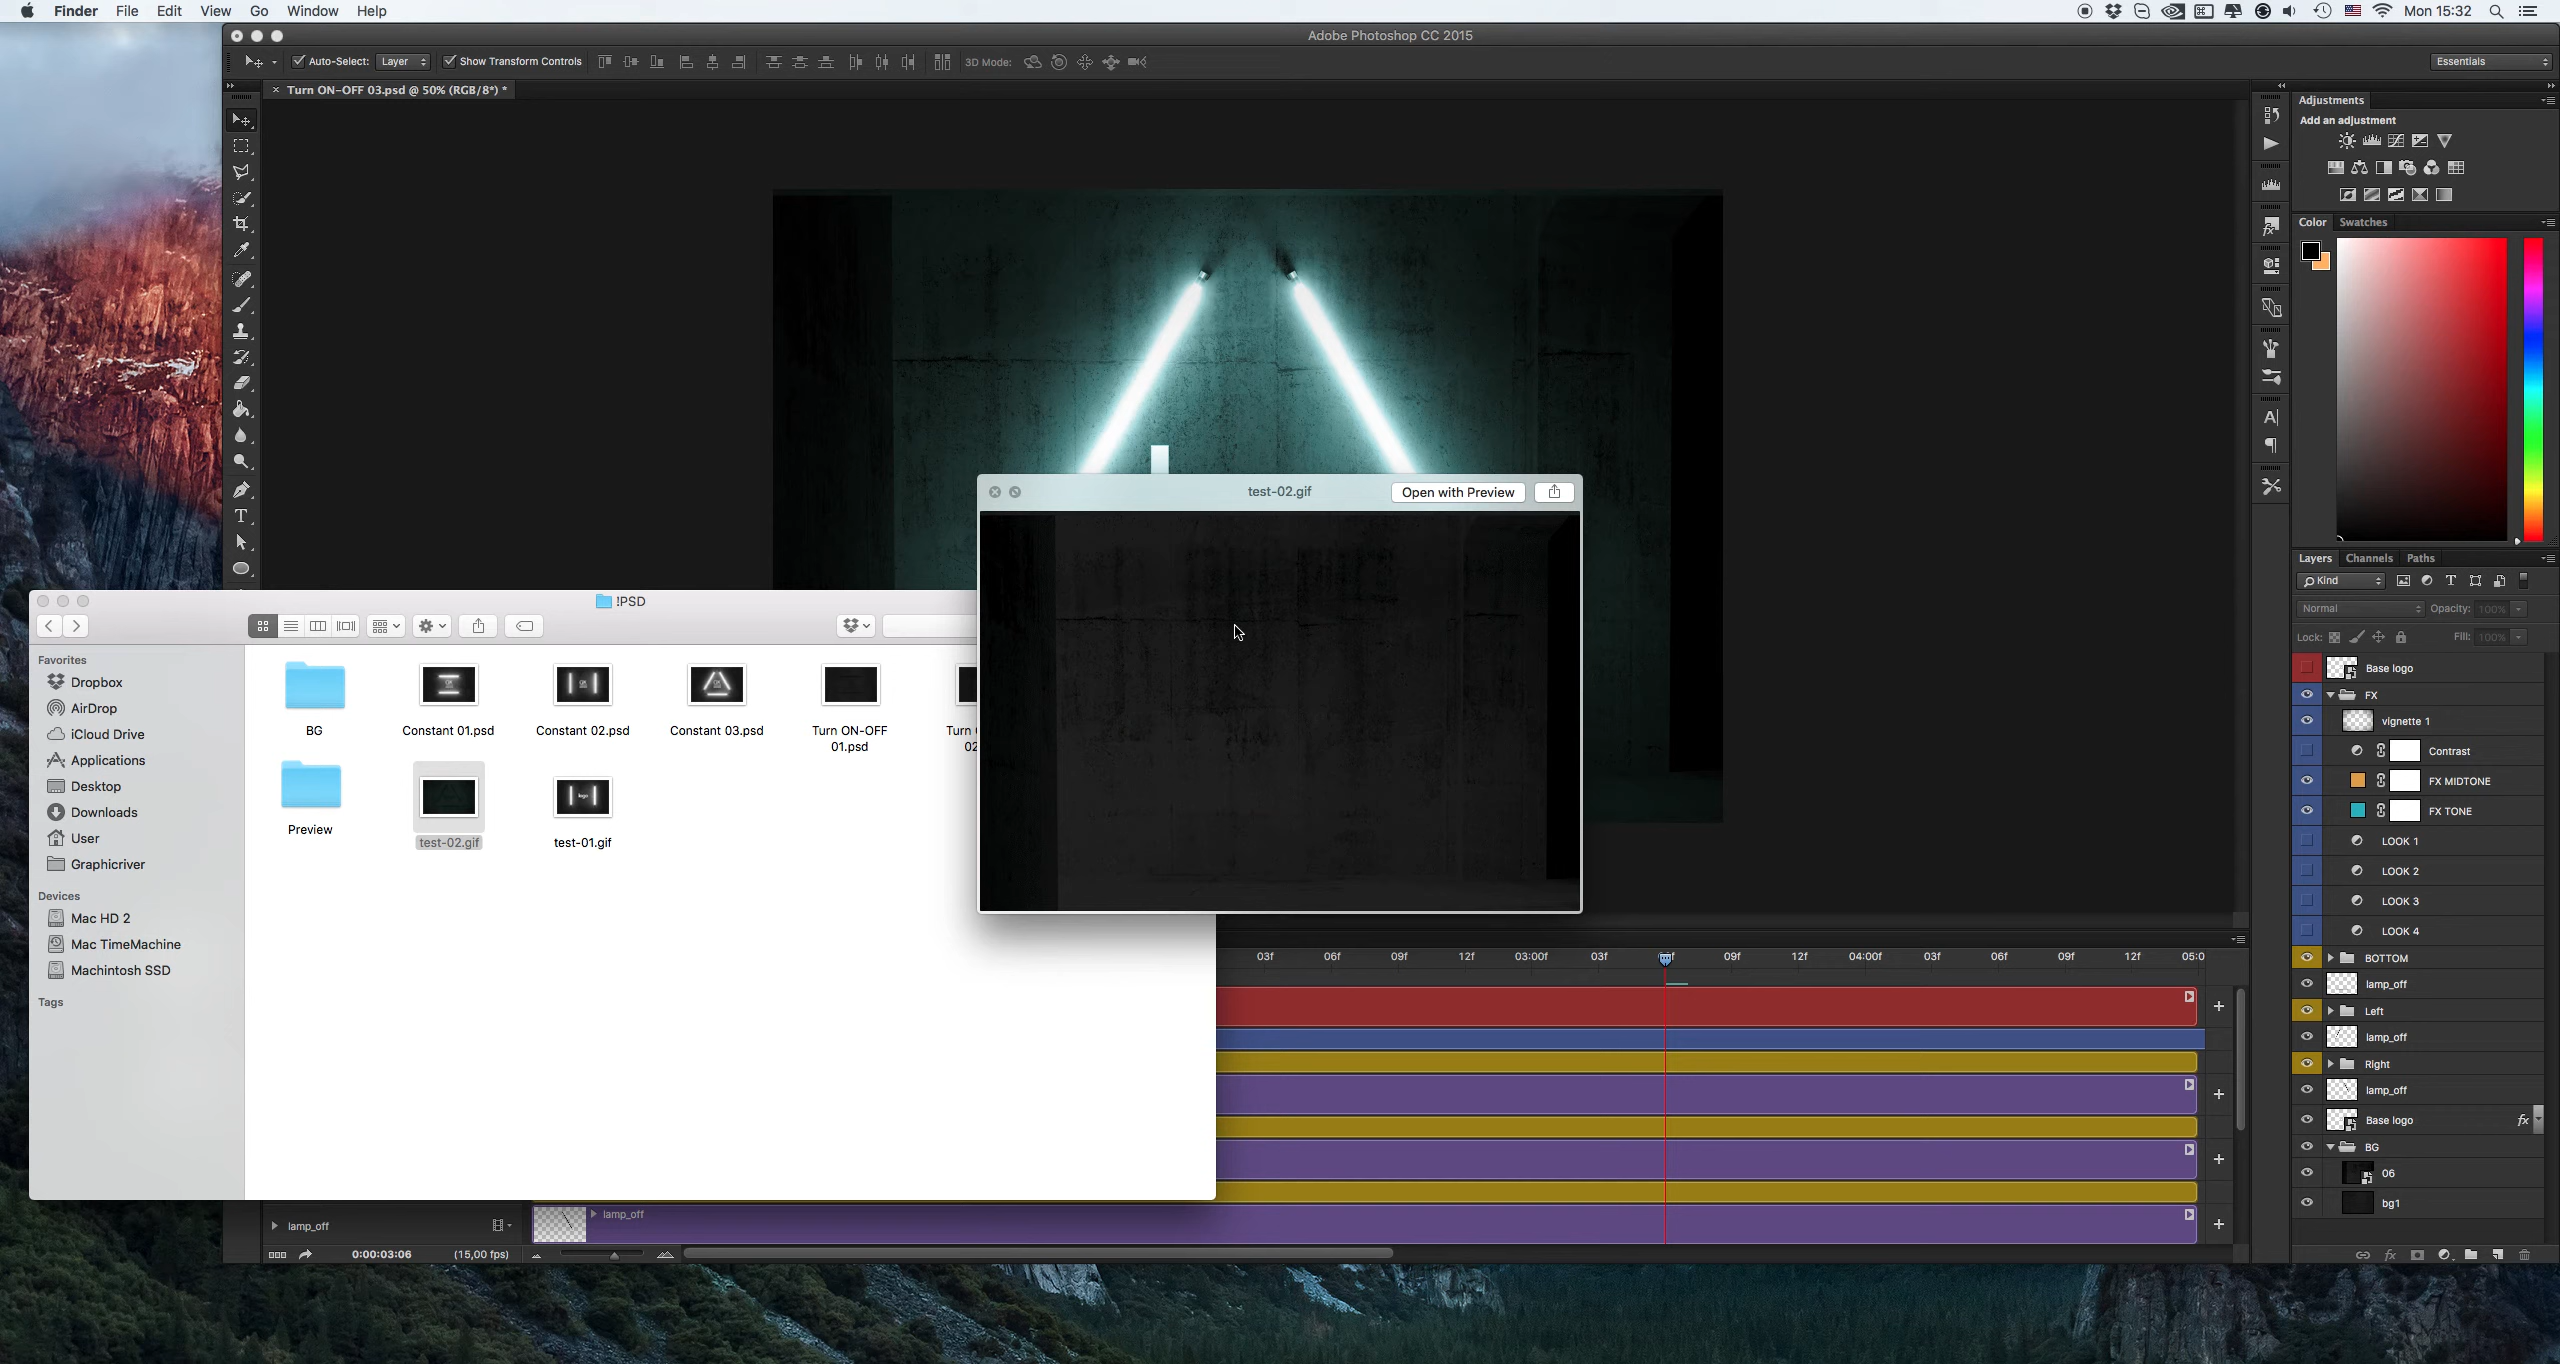 Finder File Edit View Go Window Help
Mon 15:32
Adobe Photoshop CC 2015
Auto-Select: Layer Show Transform Controls 3D Mode: Essentials
× Turn ON-OFF 03.psd @ 50% (RGB/8*) *
Adjustments
Add an adjustment
Color Swatches
test-02.gif Open with Preview
Layers Channels Paths
Kind
Normal Opacity: 100%
Lock: Fill: 100%
Base logo
FX
vignette 1
Contrast
FX MIDTONE
FX TONE
LOOK 1
LOOK 2
LOOK 3
LOOK 4
BOTTOM
lamp_off
Left
lamp_off
Right
lamp_off
Base logo fx
BG
06
bg1
!PSD
Favorites
Dropbox
AirDrop
iCloud Drive
Applications
Desktop
Downloads
User
Graphicriver
Devices
Mac HD 2
Mac TimeMachine
Machintosh SSD
Tags
BG
Constant 01.psd
Constant 02.psd
Constant 03.psd
Turn ON-OFF
01.psd
Turn
02
Preview
test-02.gif
test-01.gif
03f 06f 09f 12f 03:00f 03f 09f 12f 04:00f 03f 06f 09f 12f 05:0
lamp_off
lamp_off
0:00:03:06 (15,00 fps)